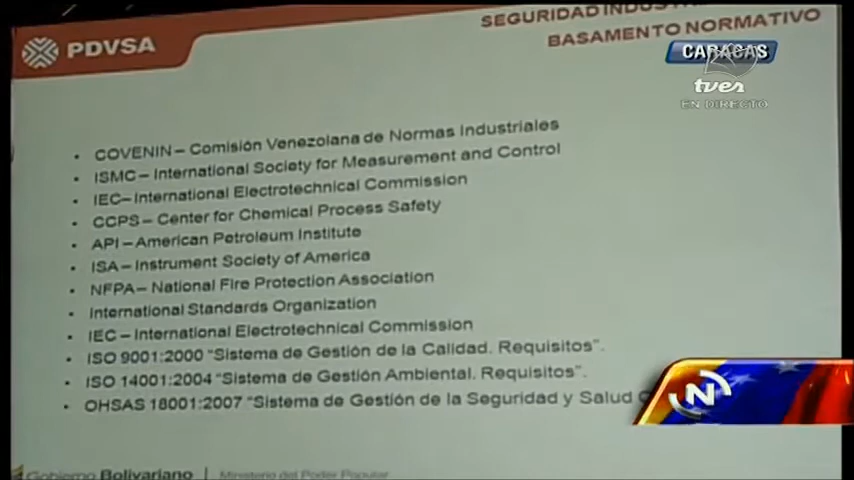 PDVSA
SEGURIDAD
BASAMENTO NORMATIVO
CARACAS
tves
EN DIRECTO
• COVENIN – Comisión Venezolana de Normas Industriales
• ISMC – International Society for Measurement and Control
• IEC – International Electrotechnical Commission
• CCPS – Center for Chemical Process Safety
• API – American Petroleum Institute
• ISA – Instrument Society of America
• NFPA – National Fire Protection Association
• International Standards Organization
• IEC – International Electrotechnical Commission
• ISO 9001:2000 “Sistema de Gestión de la Calidad. Requisitos”.
• ISO 14001:2004 “Sistema de Gestión Ambiental. Requisitos”.
• OHSAS 18001:2007 “Sistema de Gestión de la Seguridad y Salud
N
Gobierno Bolivariano | Ministerio del Poder Popular